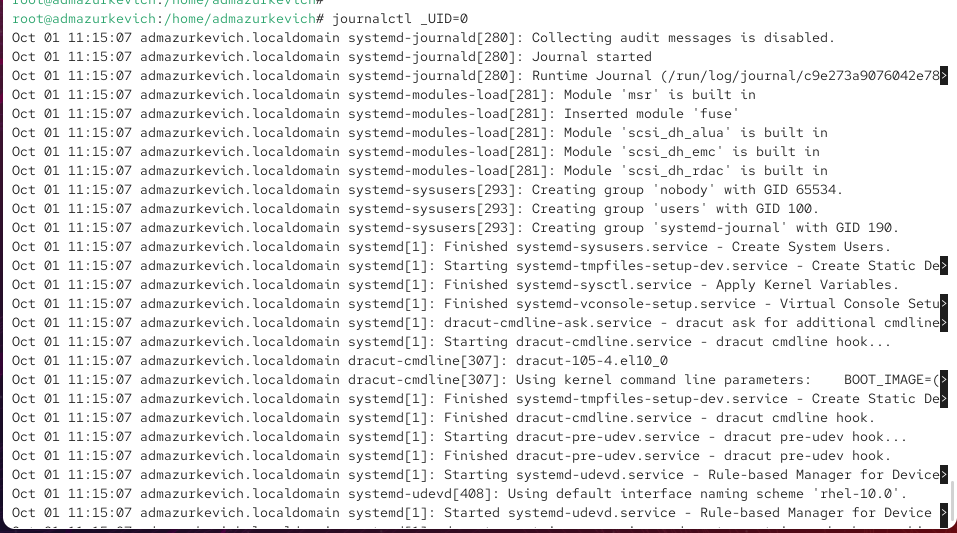 root@admazurkevich:/home/admazurkevich#
root@admazurkevich:/home/admazurkevich# journalctl _UID=0
Oct 01 11:15:07 admazurkevich.localdomain systemd-journald[280]: Collecting audit messages is disabled.
Oct 01 11:15:07 admazurkevich.localdomain systemd-journald[280]: Journal started
Oct 01 11:15:07 admazurkevich.localdomain systemd-journald[280]: Runtime Journal (/run/log/journal/c9e273a9076042e78>
Oct 01 11:15:07 admazurkevich.localdomain systemd-modules-load[281]: Module 'msr' is built in
Oct 01 11:15:07 admazurkevich.localdomain systemd-modules-load[281]: Inserted module 'fuse'
Oct 01 11:15:07 admazurkevich.localdomain systemd-modules-load[281]: Module 'scsi_dh_alua' is built in
Oct 01 11:15:07 admazurkevich.localdomain systemd-modules-load[281]: Module 'scsi_dh_emc' is built in
Oct 01 11:15:07 admazurkevich.localdomain systemd-modules-load[281]: Module 'scsi_dh_rdac' is built in
Oct 01 11:15:07 admazurkevich.localdomain systemd-sysusers[293]: Creating group 'nobody' with GID 65534.
Oct 01 11:15:07 admazurkevich.localdomain systemd-sysusers[293]: Creating group 'users' with GID 100.
Oct 01 11:15:07 admazurkevich.localdomain systemd-sysusers[293]: Creating group 'systemd-journal' with GID 190.
Oct 01 11:15:07 admazurkevich.localdomain systemd[1]: Finished systemd-sysusers.service - Create System Users.
Oct 01 11:15:07 admazurkevich.localdomain systemd[1]: Starting systemd-tmpfiles-setup-dev.service - Create Static De>
Oct 01 11:15:07 admazurkevich.localdomain systemd[1]: Finished systemd-sysctl.service - Apply Kernel Variables.
Oct 01 11:15:07 admazurkevich.localdomain systemd[1]: Finished systemd-vconsole-setup.service - Virtual Console Setu>
Oct 01 11:15:07 admazurkevich.localdomain systemd[1]: dracut-cmdline-ask.service - dracut ask for additional cmdline>
Oct 01 11:15:07 admazurkevich.localdomain systemd[1]: Starting dracut-cmdline.service - dracut cmdline hook...
Oct 01 11:15:07 admazurkevich.localdomain dracut-cmdline[307]: dracut-105-4.el10_0
Oct 01 11:15:07 admazurkevich.localdomain dracut-cmdline[307]: Using kernel command line parameters:    BOOT_IMAGE=(>
Oct 01 11:15:07 admazurkevich.localdomain systemd[1]: Finished systemd-tmpfiles-setup-dev.service - Create Static De>
Oct 01 11:15:07 admazurkevich.localdomain systemd[1]: Finished dracut-cmdline.service - dracut cmdline hook.
Oct 01 11:15:07 admazurkevich.localdomain systemd[1]: Starting dracut-pre-udev.service - dracut pre-udev hook...
Oct 01 11:15:07 admazurkevich.localdomain systemd[1]: Finished dracut-pre-udev.service - dracut pre-udev hook.
Oct 01 11:15:07 admazurkevich.localdomain systemd[1]: Starting systemd-udevd.service - Rule-based Manager for Device>
Oct 01 11:15:07 admazurkevich.localdomain systemd-udevd[408]: Using default interface naming scheme 'rhel-10.0'.
Oct 01 11:15:07 admazurkevich.localdomain systemd[1]: Started systemd-udevd.service - Rule-based Manager for Device >